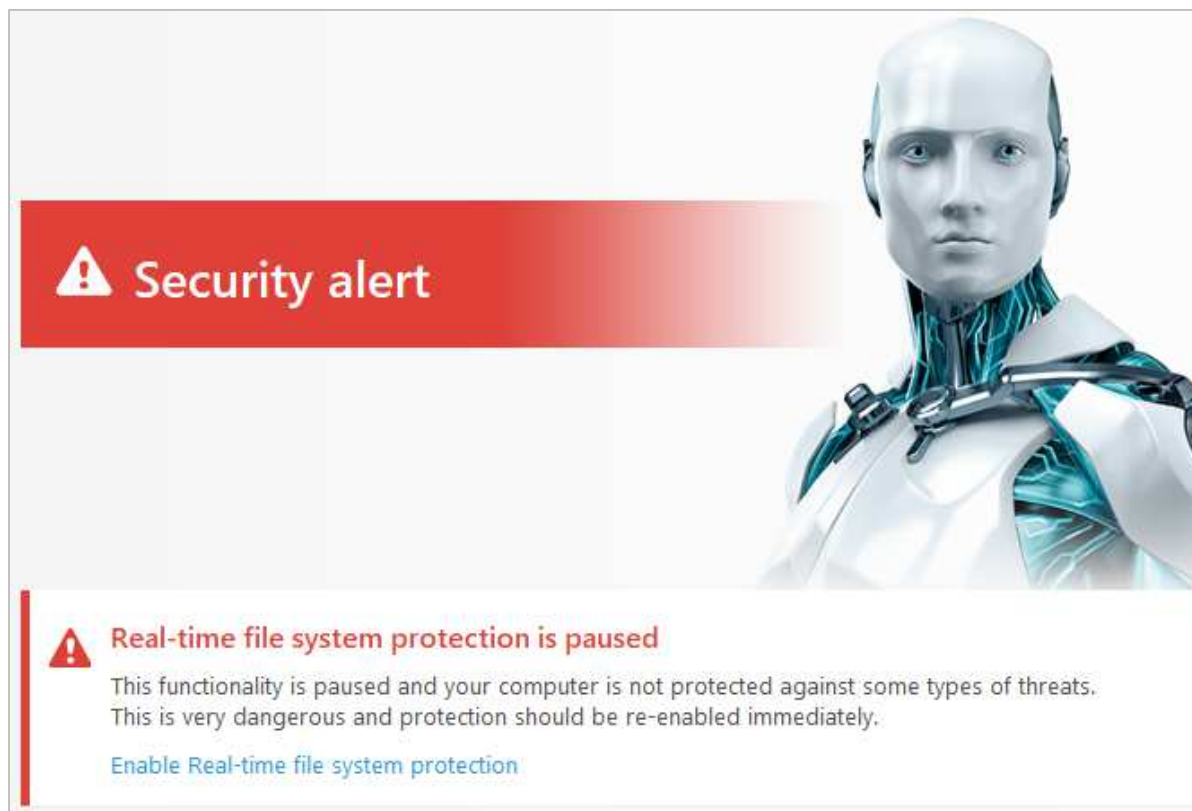 Security alert
Real-time file system protection is paused
This functionality is paused and your computer is not protected against some types of threats.
This is very dangerous and protection should be re-enabled immediately.
Enable Real-time file system protection